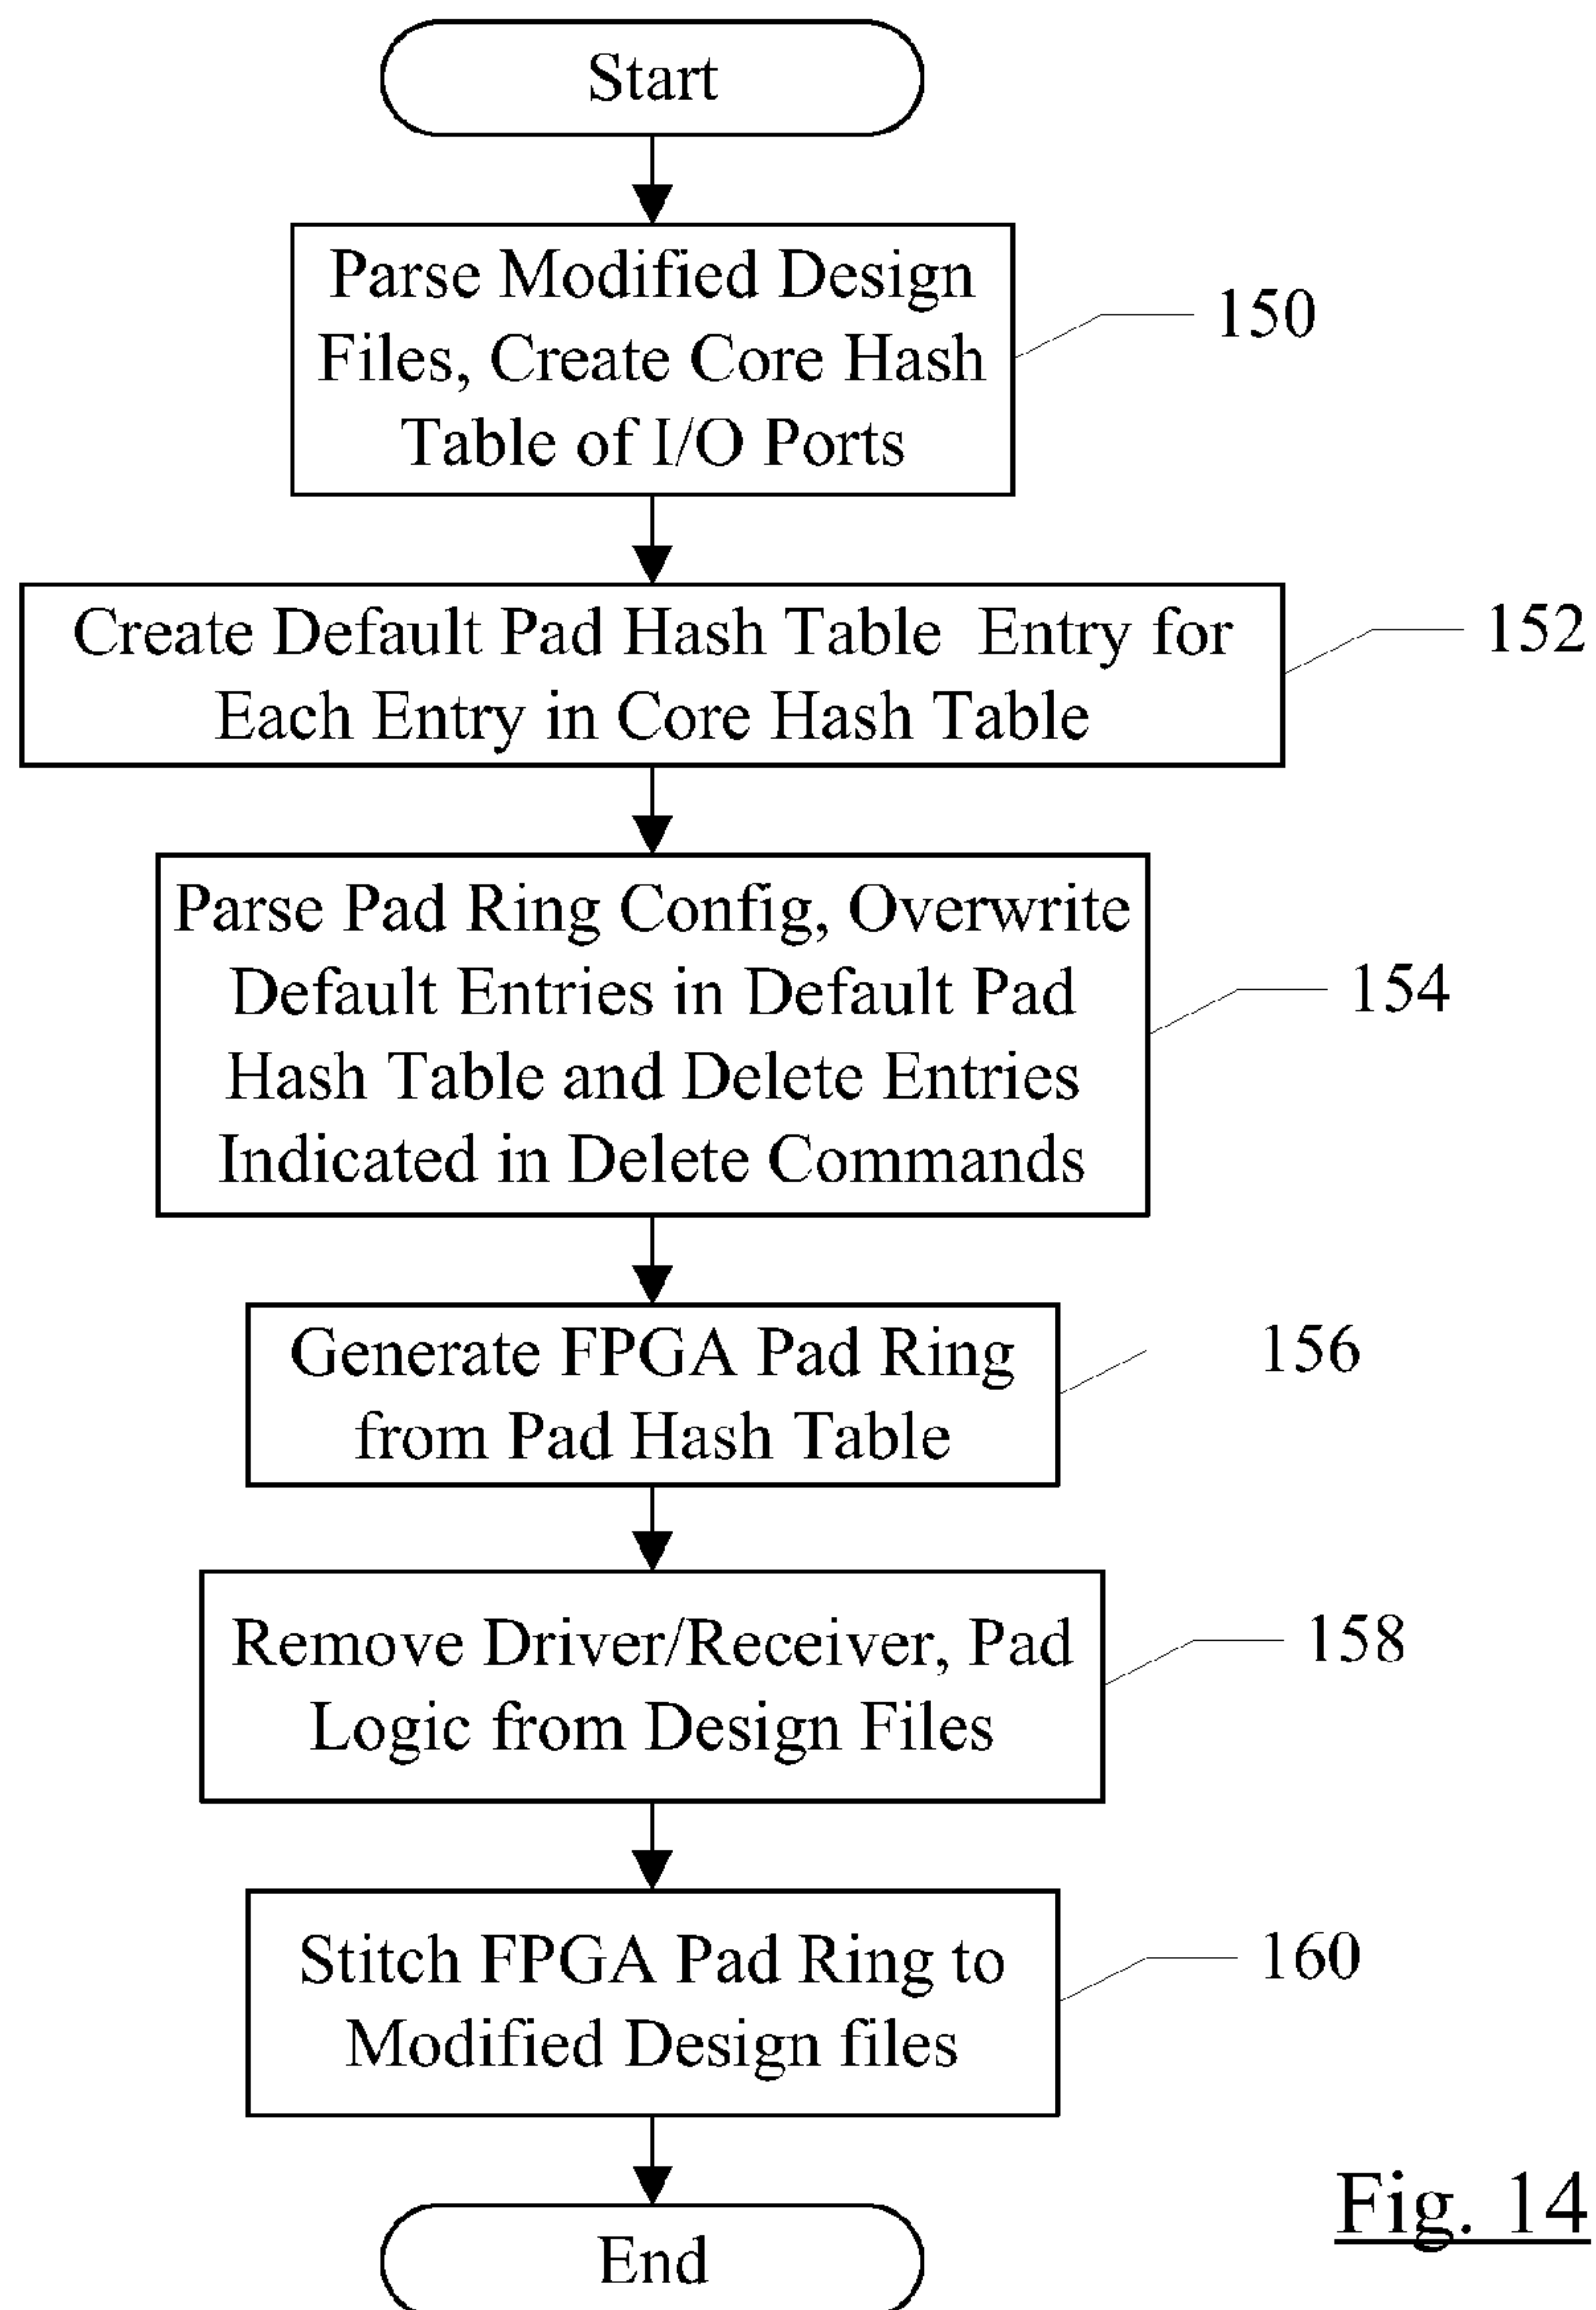 Start
Parse Modified Design
Files, Create Core Hash
Table of I/O Ports
150
Create Default Pad Hash Table Entry for
Each Entry in Core Hash Table
152
Parse Pad Ring Config, Overwrite
Default Entries in Default Pad
Hash Table and Delete Entries
Indicated in Delete Commands
154
Generate FPGA Pad Ring
from Pad Hash Table
156
Remove Driver/Receiver, Pad
Logic from Design Files
158
Stitch FPGA Pad Ring to
Modified Design files
160
End
Fig. 14